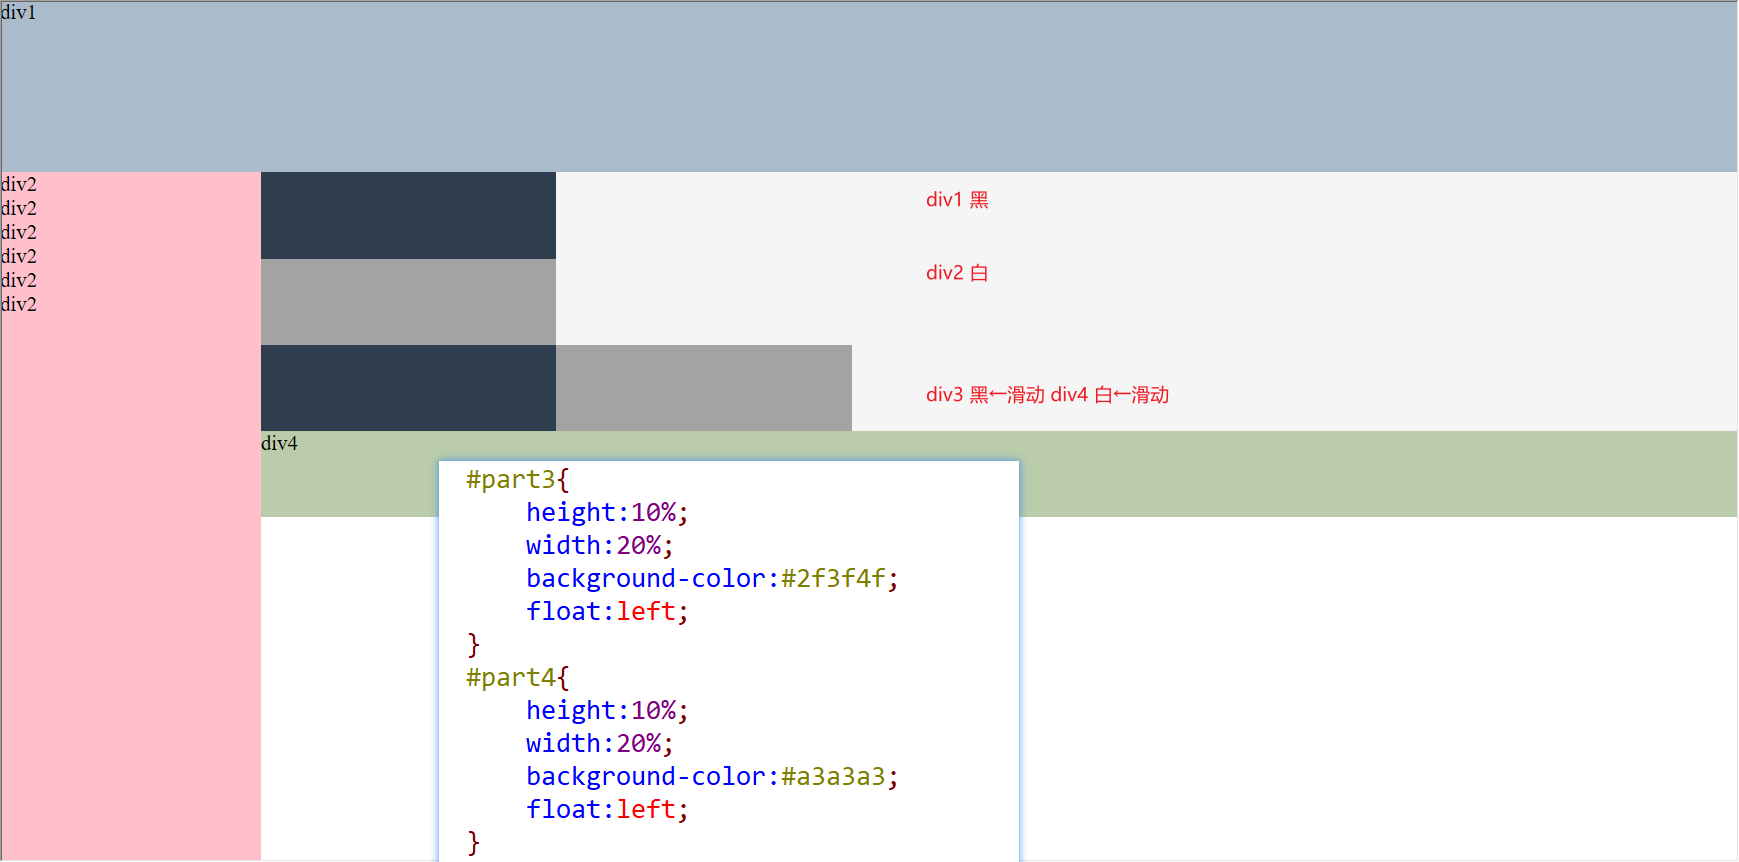 div1
div2
div2
div2
div2
div2
div2
div1 黑
div2 白
div3 黑←滑动 div4 白←滑动
div4
#part3{
height:10%;
width:20%;
background-color:#2f3f4f;
float:left;
}
#part4{
height:10%;
width:20%;
background-color:#a3a3a3;
float:left;
}